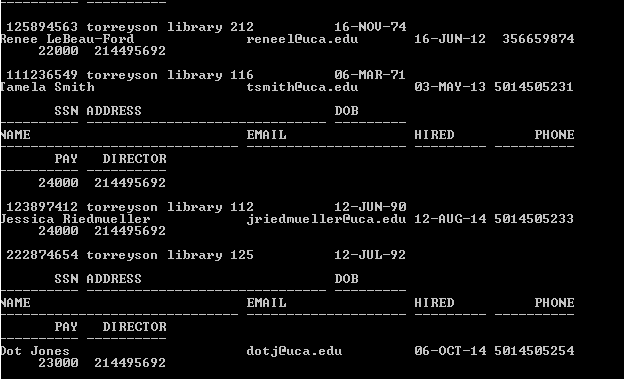 ---------- ----------
125894563 torreyson library 212          16-NOV-74
Renee LeBeau-Ford              reneel@uca.edu       16-JUN-12  356659874
     22000  214495692
111236549 torreyson library 116          06-MAR-71
Tamela Smith                   tsmith@uca.edu       03-MAY-13 5014505231
       SSN ADDRESS                        DOB
---------- ------------------------------ ---------
NAME                           EMAIL                HIRED          PHONE
------------------------------ -------------------- --------- ----------
       PAY   DIRECTOR
---------- ----------
     24000  214495692
123897412 torreyson library 112          12-JUN-90
Jessica Riedmueller            jriedmueller@uca.edu 12-AUG-14 5014505233
     24000  214495692
222874654 torreyson library 125          12-JUL-92
       SSN ADDRESS                        DOB
---------- ------------------------------ ---------
NAME                           EMAIL                HIRED          PHONE
------------------------------ -------------------- --------- ----------
       PAY   DIRECTOR
---------- ----------
Dot Jones                      dotj@uca.edu         06-OCT-14 5014505254
     23000  214495692